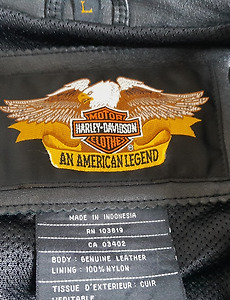 L
MOTOR
HARLEY-DAVIDSON
CLOTHES
®
AN AMERICAN LEGEND
MADE IN INDONESIA
RN 103819
CA 03402
BODY: GENUINE LEATHER
LINING: 100% NYLON
TISSUE D'EXTERIEUR: CUIR
VERITABLE